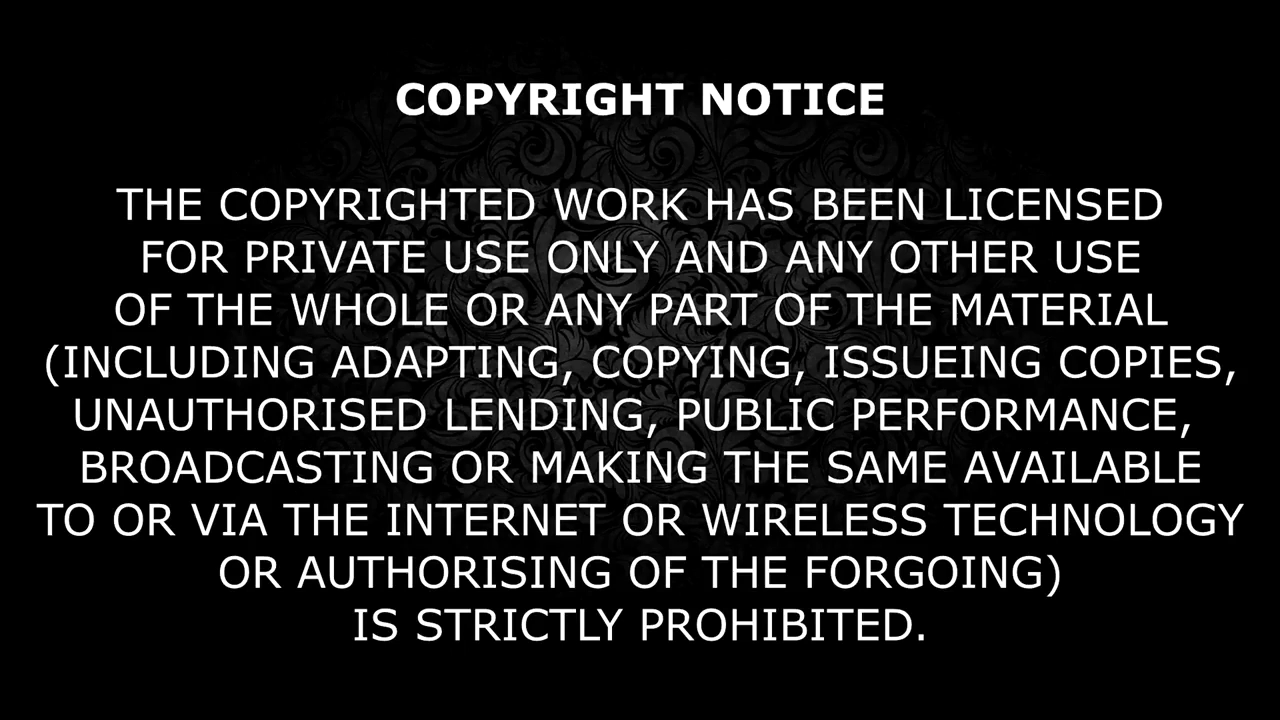 COPYRIGHT NOTICE
THE COPYRIGHTED WORK HAS BEEN LICENSED
FOR PRIVATE USE ONLY AND ANY OTHER USE
OF THE WHOLE OR ANY PART OF THE MATERIAL
(INCLUDING ADAPTING, COPYING, ISSUEING COPIES,
UNAUTHORISED LENDING, PUBLIC PERFORMANCE,
BROADCASTING OR MAKING THE SAME AVAILABLE
TO OR VIA THE INTERNET OR WIRELESS TECHNOLOGY
OR AUTHORISING OF THE FORGOING)
IS STRICTLY PROHIBITED.